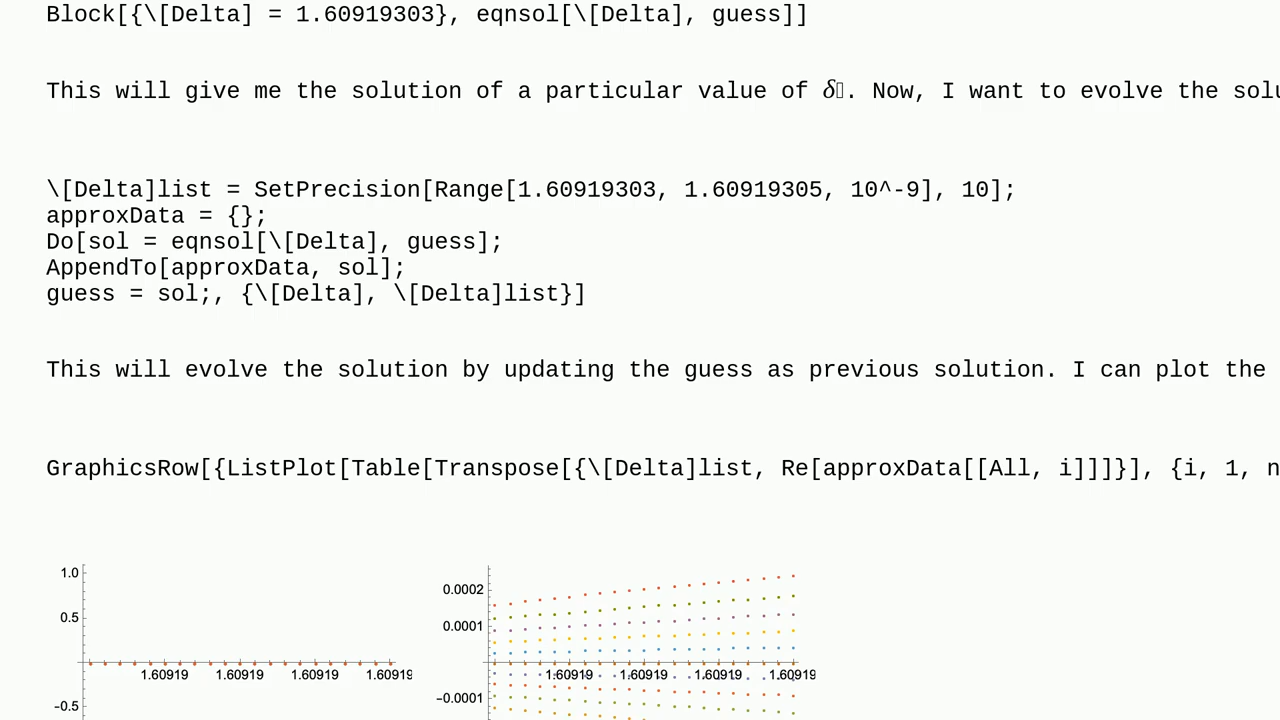 Block[{\[Delta] = 1.60919303}, eqnsol[\[Delta], guess]]
This will give me the solution of a particular value of δ▯. Now, I want to evolve the solu
\[Delta]list = SetPrecision[Range[1.60919303, 1.60919305, 10^-9], 10];
approxData = {};
Do[sol = eqnsol[\[Delta], guess];
AppendTo[approxData, sol];
guess = sol;, {\[Delta], \[Delta]list}]
This will evolve the solution by updating the guess as previous solution. I can plot the
GraphicsRow[{ListPlot[Table[Transpose[{\[Delta]list, Re[approxData[[All, i]]]}], {i, 1, n
1.0
0.5
1.60919 1.60919 1.60919 1.60919
-0.5
0.0002
0.0001
1.60919 1.60919 1.60919 1.60919
-0.0001